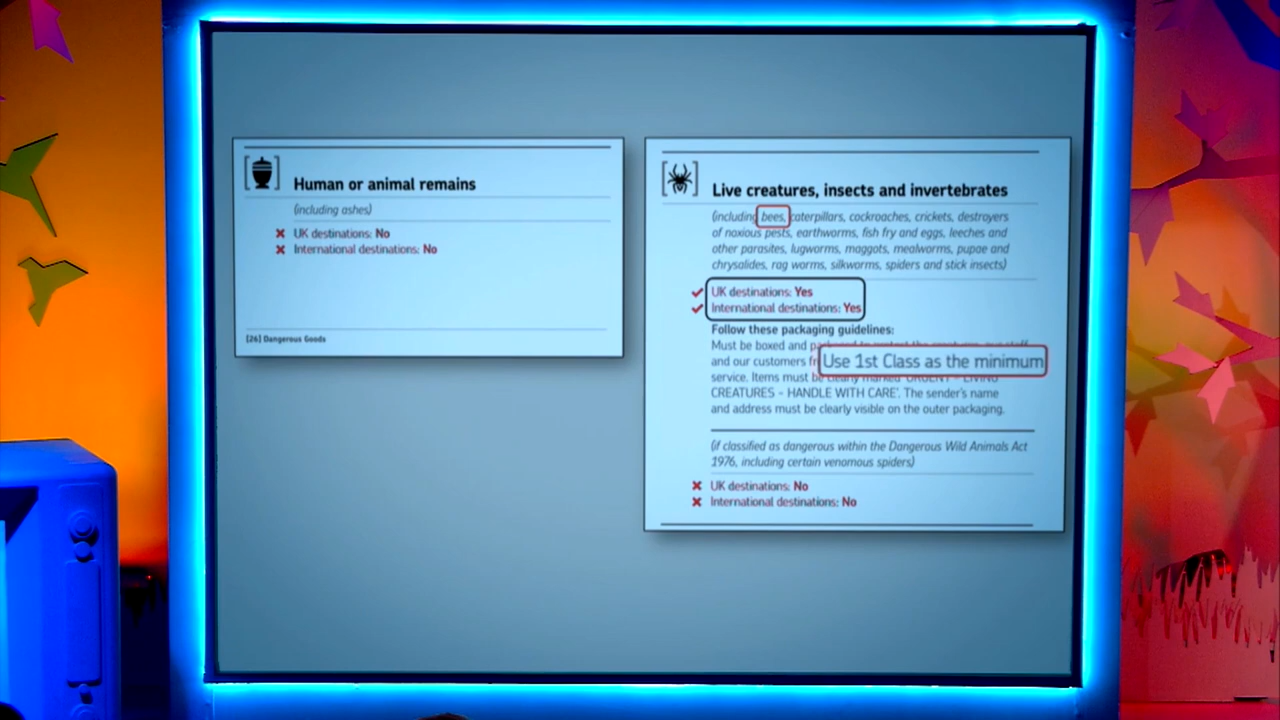 Human or animal remains
(including ashes)
UK destinations: No
International destinations: No
[26] Dangerous Goods
Live creatures, insects and invertebrates
(including bees, caterpillars, cockroaches, crickets, destroyers
of noxious pests, earthworms, fish fry and eggs, leeches and
other parasites, lugworms, maggots, mealworms, pupae and
chrysalides, rag worms, silkworms, spiders and stick insects)
UK destinations: Yes
International destinations: Yes
Follow these packaging guidelines:
Must be boxed and
and our customers
Use 1st Class as the minimum
service. Items must be clearly marked 'URGENT - LIVING
CREATURES - HANDLE WITH CARE'. The sender's name
and address must be clearly visible on the outer packaging.
(if classified as dangerous within the Dangerous Wild Animals Act
1976, including certain venomous spiders)
UK destinations: No
International destinations: No